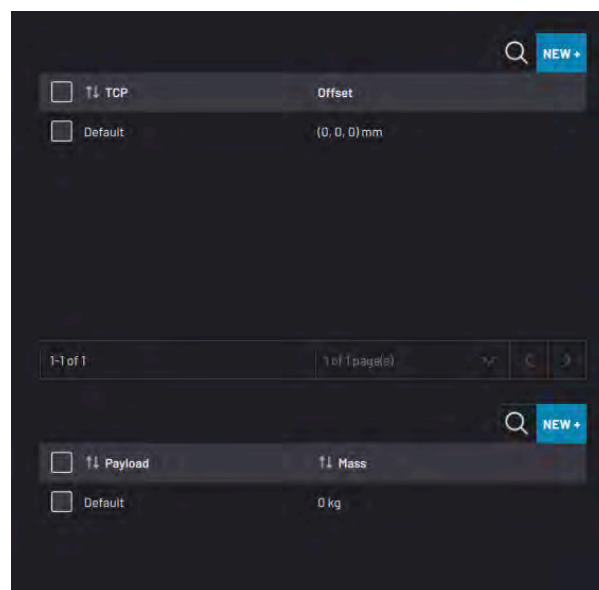 NEW +
↑↓ TCP Offset
Default (0, 0, 0) mm
1-1 of 1 1 of 1 page(s)
NEW +
↑↓ Payload ↑↓ Mass
Default 0 kg